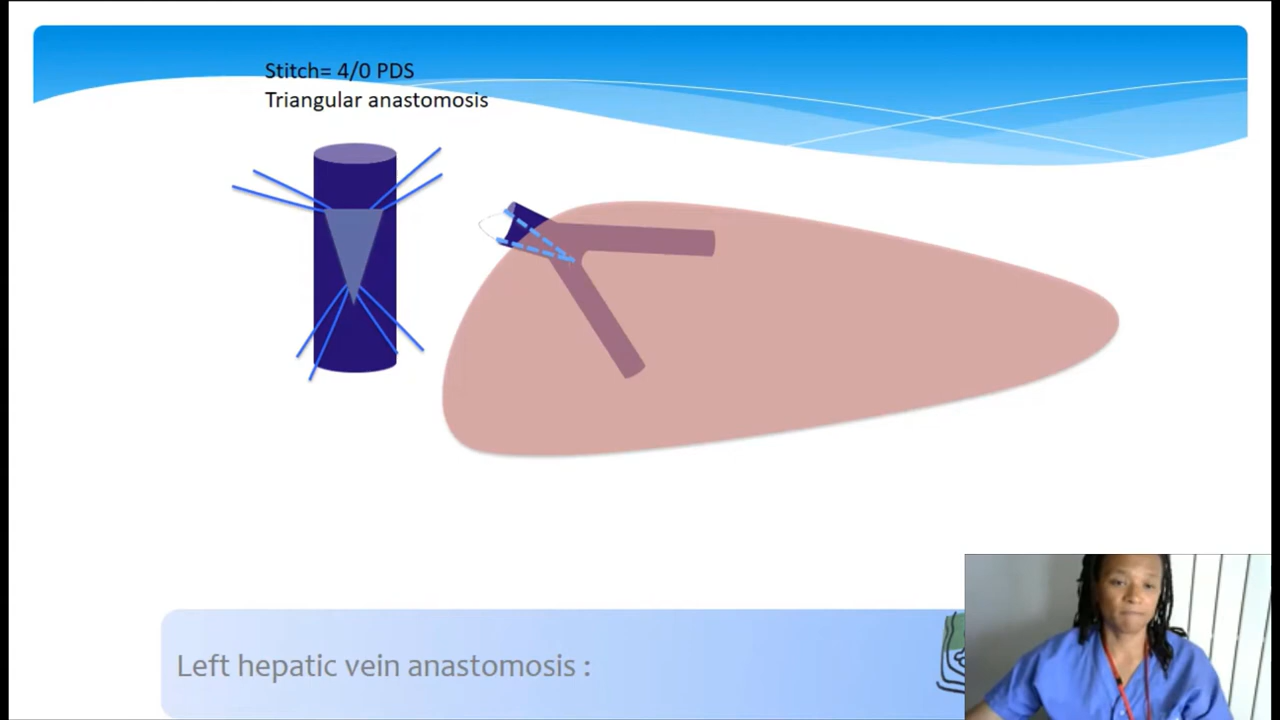 Stitch= 4/0 PDS
Triangular anastomosis
Left hepatic vein anastomosis :